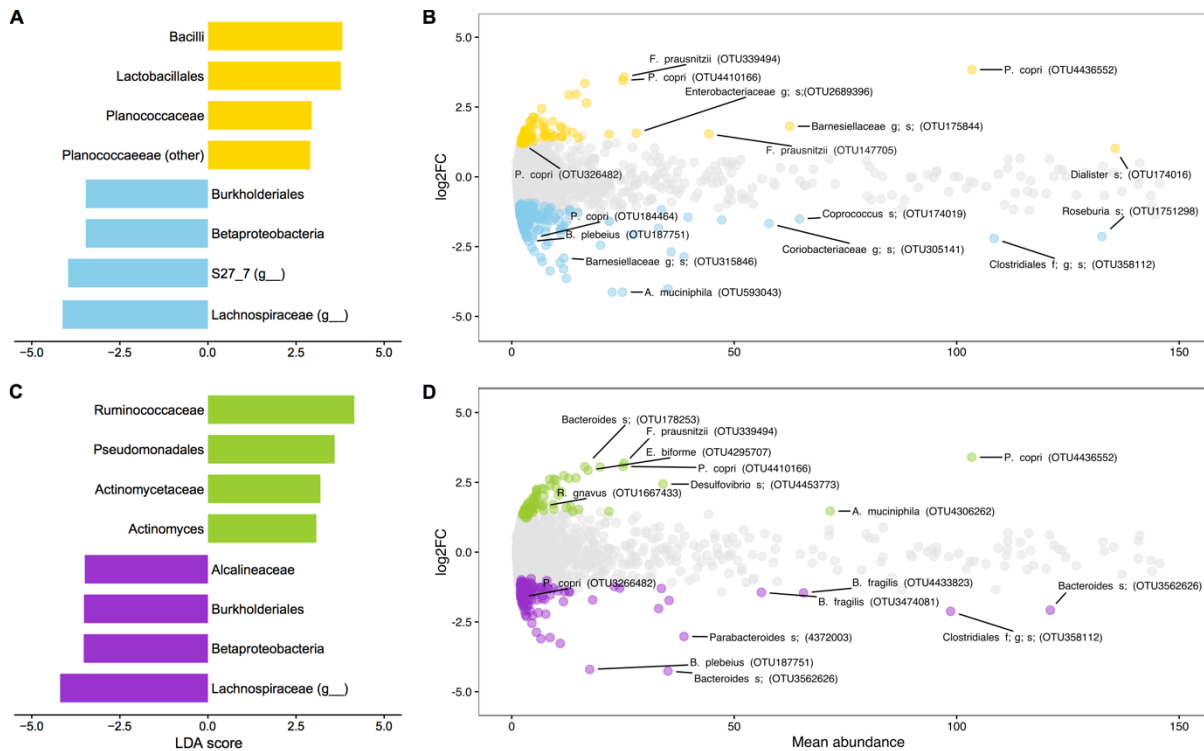 A
Bacilli
Lactobacillales
Planococcaceae
Planococcaeeae (other)
Burkholderiales
Betaproteobacteria
S27_7 (g__)
Lachnospiraceae (g__)
−5.0 −2.5 0.0 2.5 5.0
B
log2FC
5.0
2.5
0.0
-2.5
-5.0
F. prausnitzii (OTU339494)
P. copri (OTU4410166)
P. copri (OTU4436552)
Enterobacteriaceae g; s;(OTU2689396)
Barnesiellaceae g; s; (OTU175844)
F. prausnitzii (OTU147705)
P. copri (OTU326482)
Dialister s; (OTU174016)
P. copri (OTU184464)
Coprococcus s; (OTU174019)
Roseburia s; (OTU1751298)
B. plebeius (OTU187751)
Coriobacteriaceae g; s; (OTU305141)
Barnesiellaceae g; s; (OTU315846)
Clostridiales f; g; s; (OTU358112)
A. muciniphila (OTU593043)
0 50 100 150
C
Ruminococcaceae
Pseudomonadales
Actinomycetaceae
Actinomyces
Alcalineaceae
Burkholderiales
Betaproteobacteria
Lachnospiraceae (g__)
−5.0 −2.5 0.0 2.5 5.0
LDA score
D
log2FC
5.0
2.5
0.0
-2.5
-5.0
Bacteroides s; (OTU178253)
F. prausnitzii (OTU339494)
E. biforme (OTU4295707)
P. copri (OTU4410166)
P. copri (OTU4436552)
Desulfovibrio s; (OTU4453773)
R. gnavus (OTU1667433)
A. muciniphila (OTU4306262)
P. copri (OTU3266482)
B. fragilis (OTU4433823)
Bacteroides s; (OTU3562626)
B. fragilis (OTU3474081)
Parabacteroides s; (4372003)
Clostridiales f; g; s; (OTU358112)
B. plebeius (OTU187751)
Bacteroides s; (OTU3562626)
0 50 100 150
Mean abundance